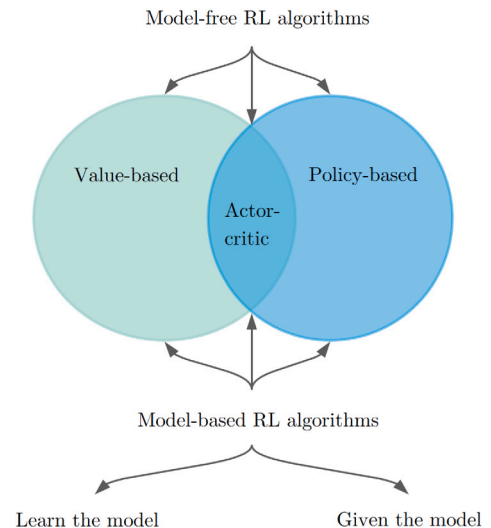 Model-free RL algorithms
Value-based
Policy-based
Actor-
critic
Model-based RL algorithms
Learn the model
Given the model